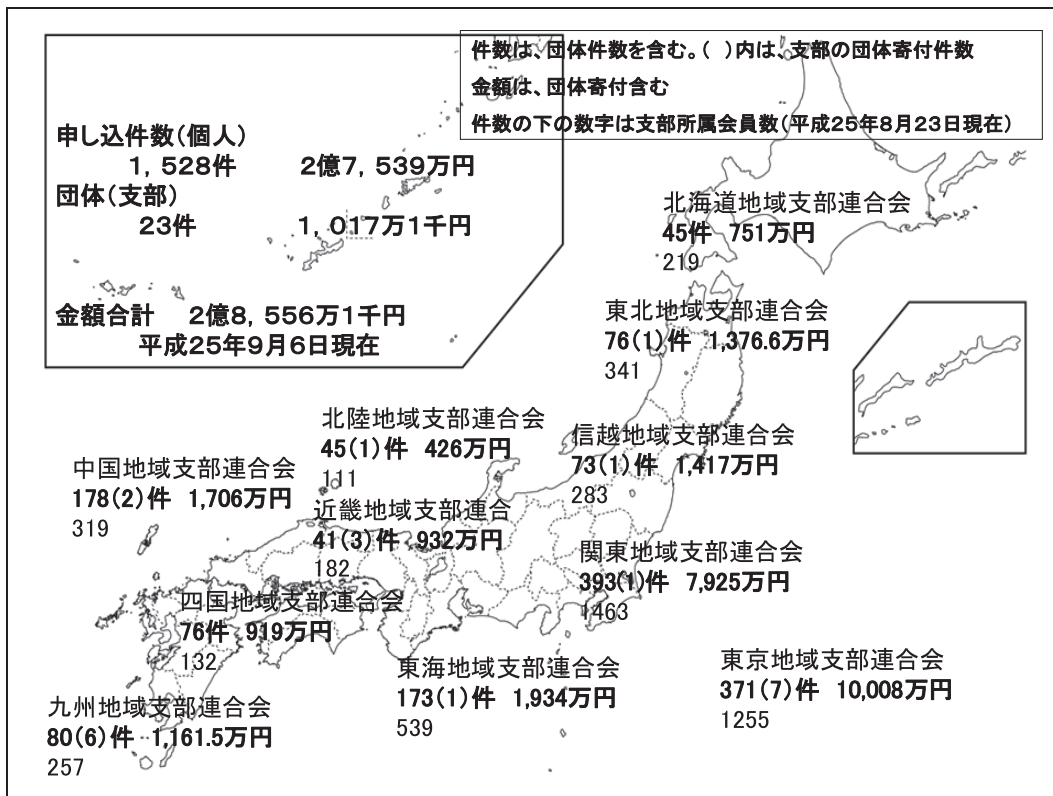 件数は、団体件数を含む。(　)内は、支部の団体寄付件数
金額は、団体寄付含む
件数の下の数字は支部所属会員数(平成25年8月23日現在)
申し込件数(個人)
1,528件　2億7,539万円
団体(支部)
23件　1,017万1千円
金額合計　2億8,556万1千円
平成25年9月6日現在
北海道地域支部連合会
45件　751万円
219
東北地域支部連合会
76(1)件　1,376.6万円
341
北陸地域支部連合会
45(1)件　426万円
111
信越地域支部連合会
73(1)件　1,417万円
283
中国地域支部連合会
178(2)件　1,706万円
319
近畿地域支部連合
41(3)件　932万円
182
関東地域支部連合会
393(1)件　7,925万円
1463
四国地域支部連合会
76件　919万円
132
東海地域支部連合会
173(1)件　1,934万円
539
東京地域支部連合会
371(7)件　10,008万円
1255
九州地域支部連合会
80(6)件　1,161.5万円
257